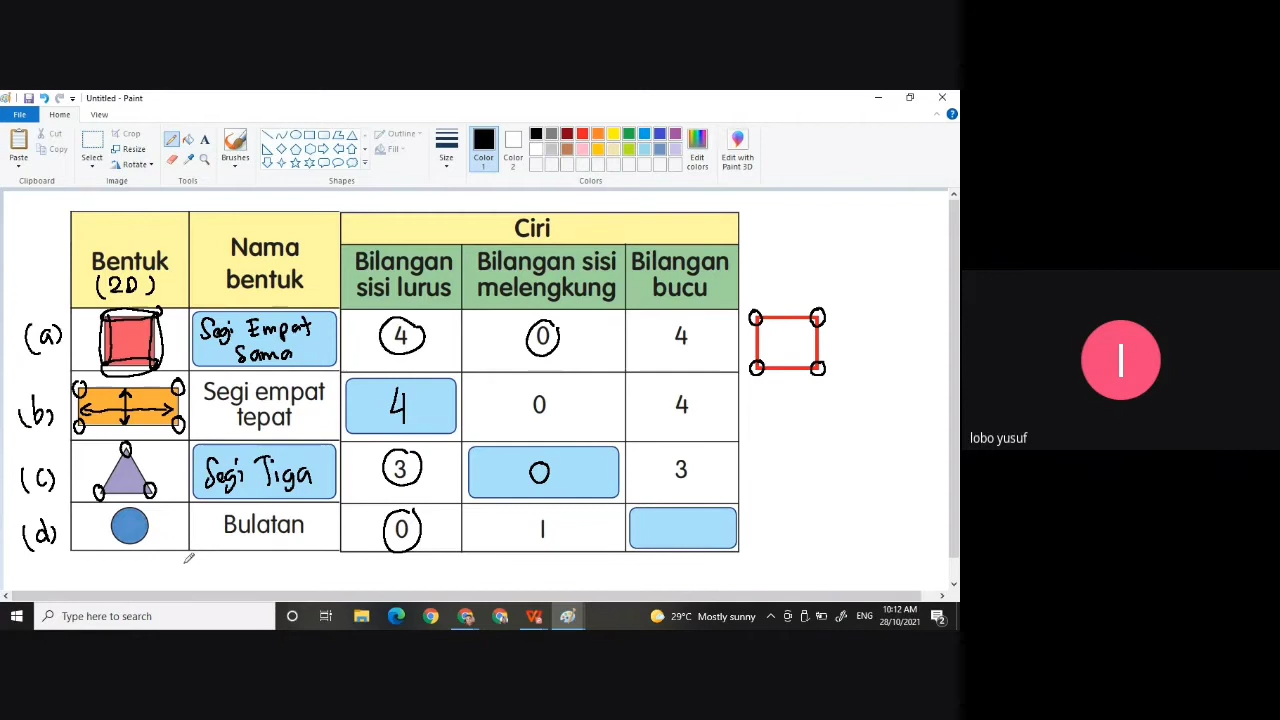 Untitled - Paint
File Home View
Paste
Cut
Copy
Clipboard
Select
Crop
Resize
Rotate
Image
Tools
Brushes
Shapes
Outline
Fill
Size
Color 1
Color 2
Edit colors
Colors
Edit with Paint 3D
Bentuk
(2D)
Nama bentuk
Ciri
Bilangan sisi lurus
Bilangan sisi melengkung
Bilangan bucu
(a) Segi Empat Sama 4 0 4
(b) Segi empat tepat 4 0 4
(c) Segi Tiga 3 0 3
(d) Bulatan 0 1
I
lobo yusuf
Type here to search
29°C Mostly sunny
ENG
10:12 AM
28/10/2021
2